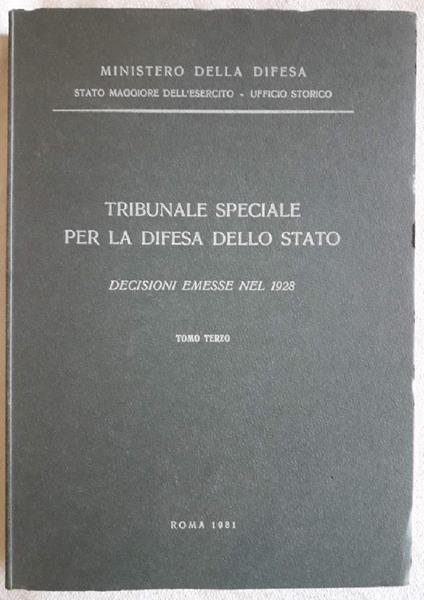 MINISTERO DELLA DIFESA
STATO MAGGIORE DELL'ESERCITO - UFFICIO STORICO
TRIBUNALE SPECIALE
PER LA DIFESA DELLO STATO
DECISIONI EMESSE NEL 1928
TOMO TERZO
ROMA 1981